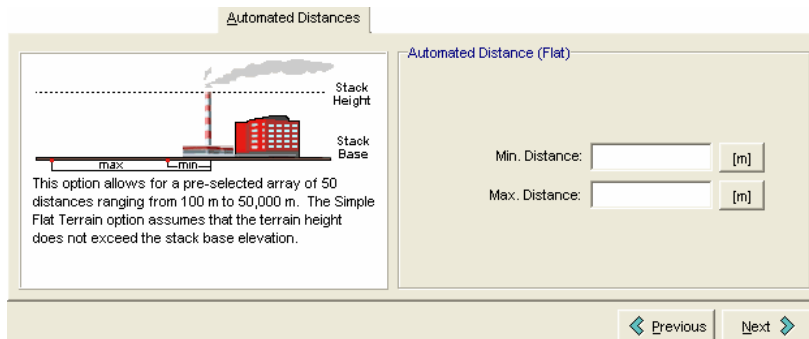 Automated Distances
Stack
Height
Stack
Base
max
min
This option allows for a pre-selected array of 50
distances ranging from 100 m to 50,000 m. The Simple
Flat Terrain option assumes that the terrain height
does not exceed the stack base elevation.
Automated Distance (Flat)
Min. Distance: [m]
Max. Distance: [m]
Previous Next